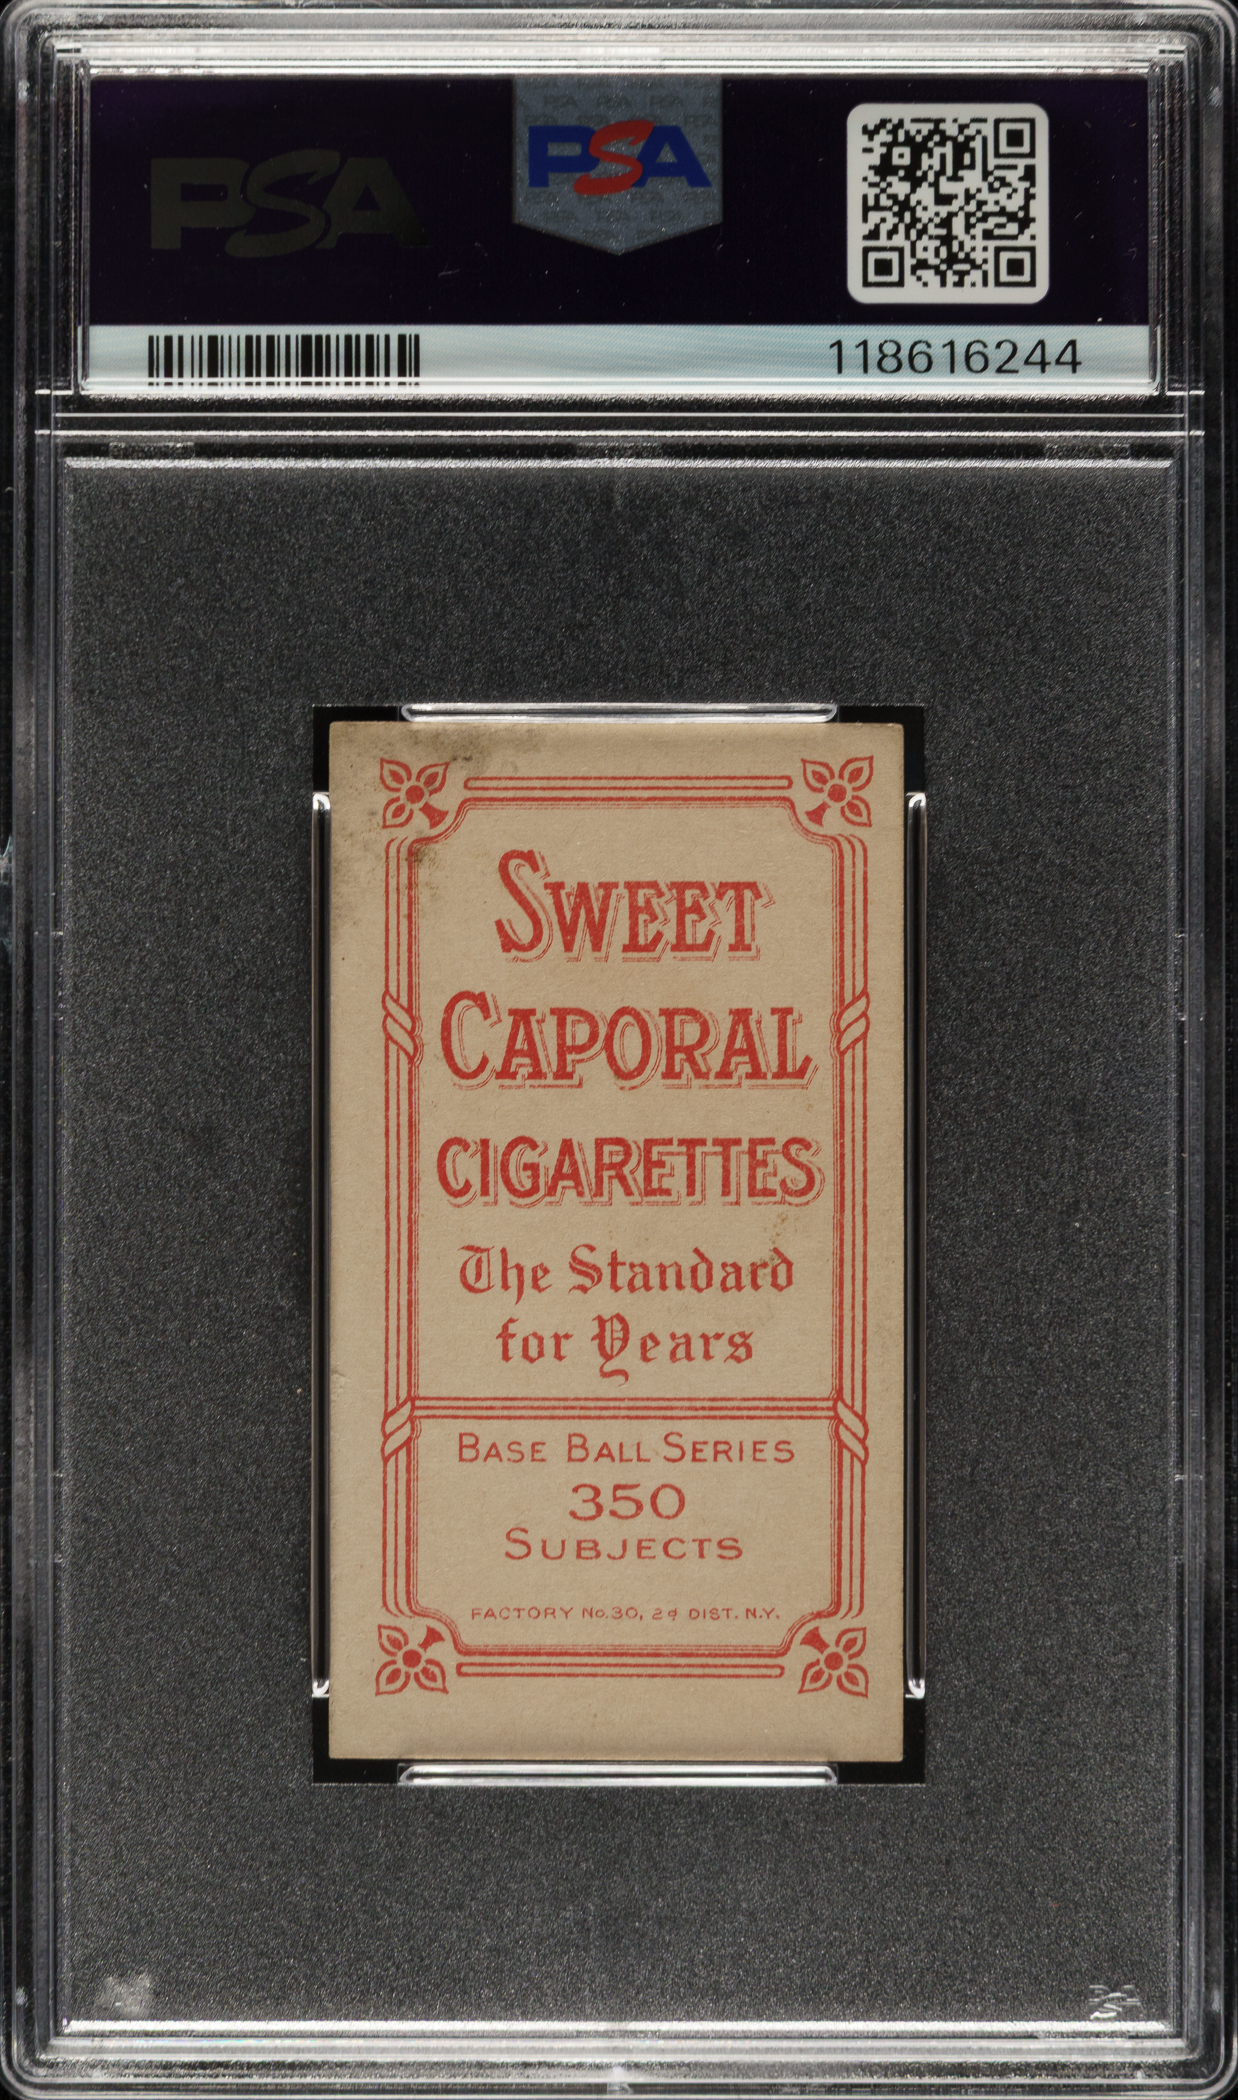 PSA
PSA
118616244
SWEET
CAPORAL
CIGARETTES
The Standard
for Years
BASE BALL SERIES
350
SUBJECTS
FACTORY No.30, 2d DIST. N.Y.